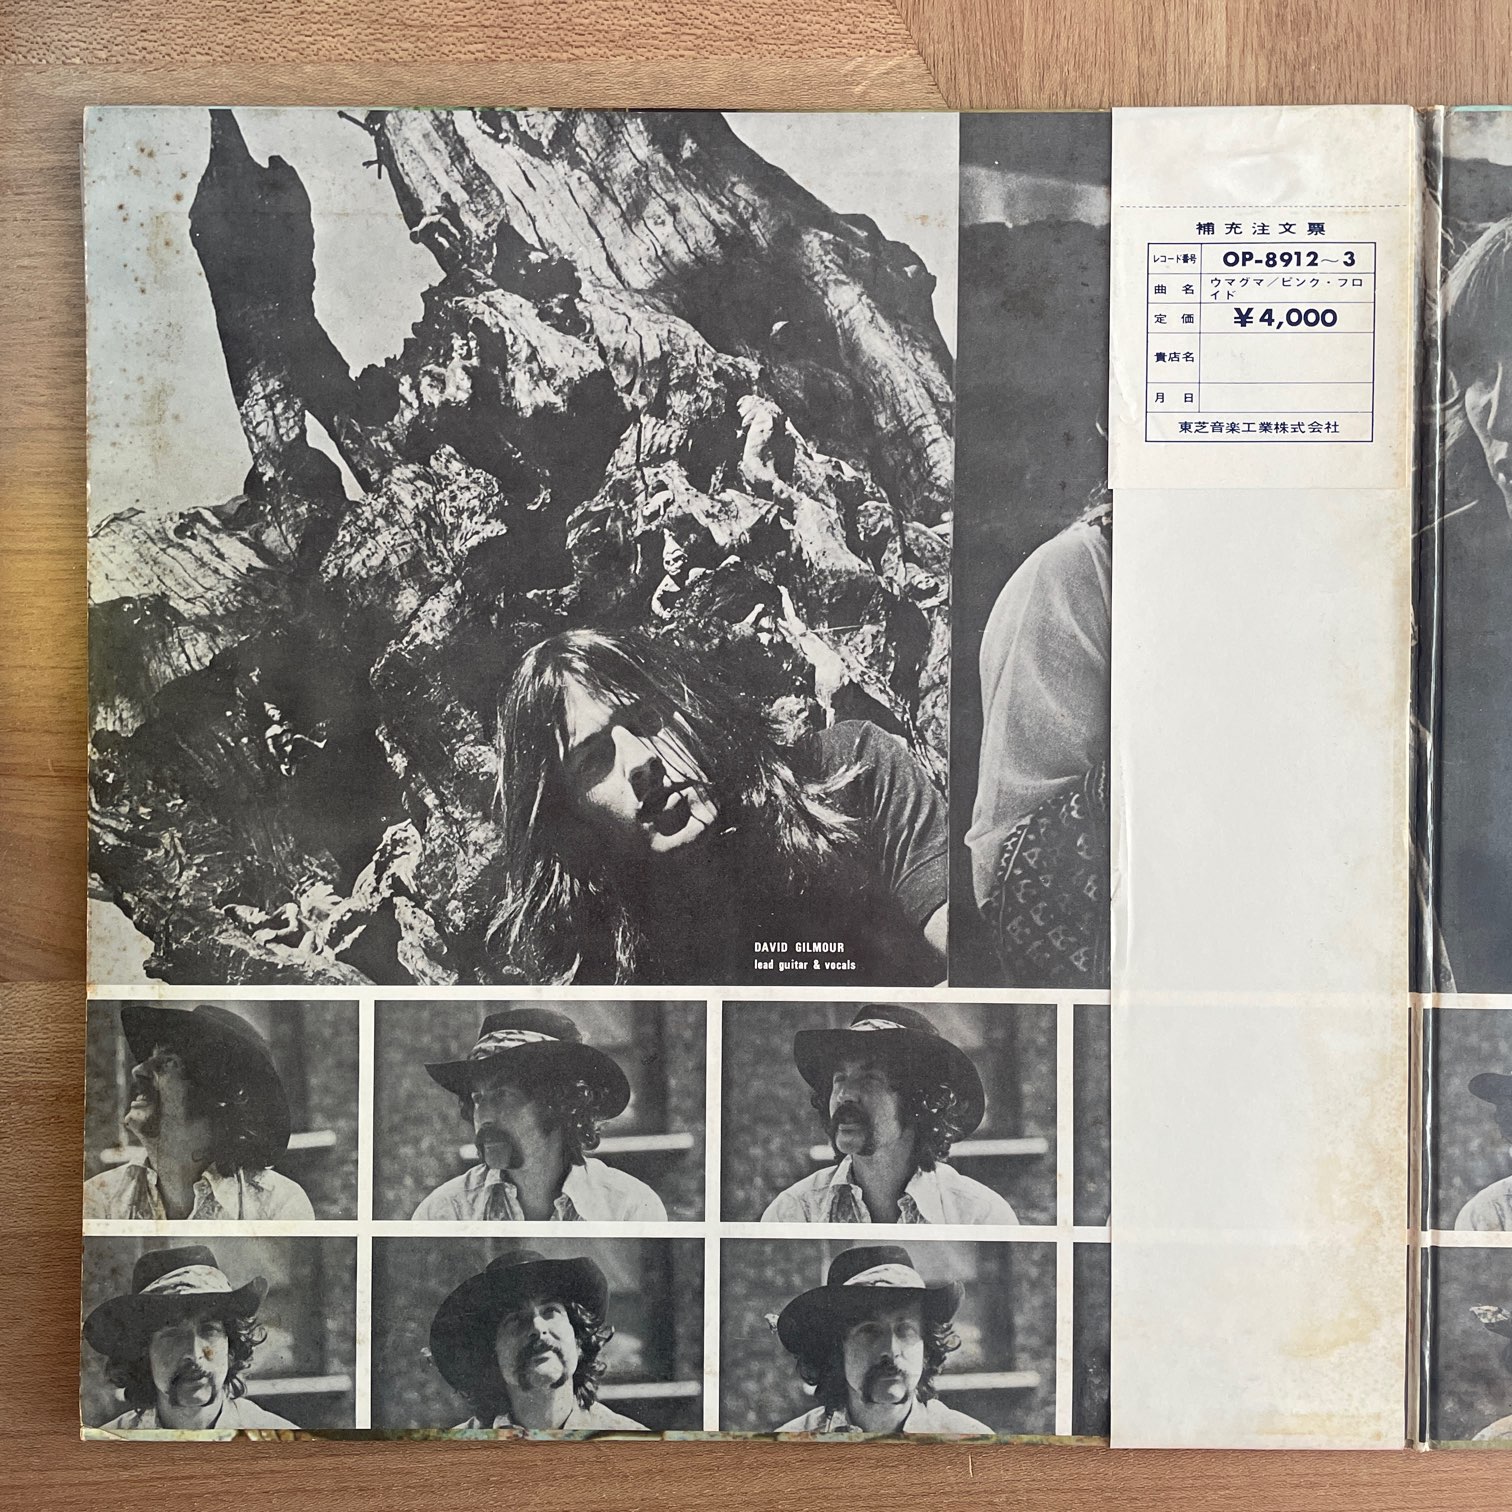 補充注文票
レコード番号 OP-8912～3
曲名 ウマグマ／ピンク・フロ
イド
定価 ¥4,000
貴店名
月日
東芝音楽工業株式会社
DAVID GILMOUR
lead guitar & vocals